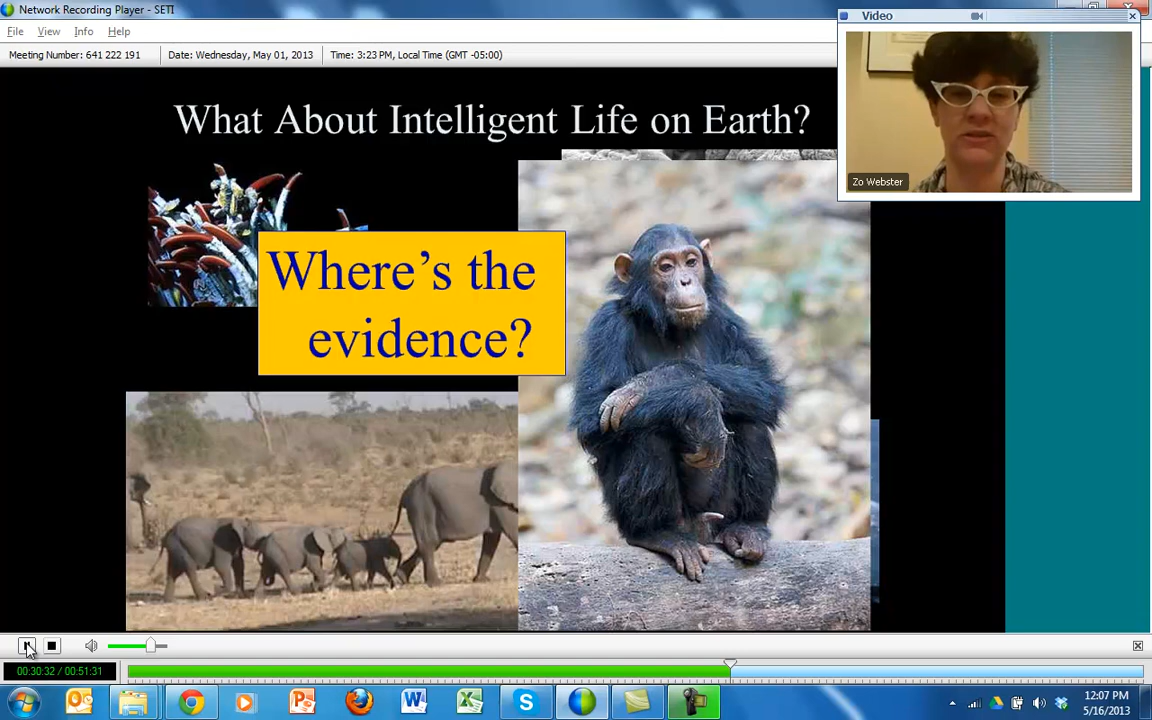 Network Recording Player - SETI
File View Info Help
Meeting Number: 641 222 191 Date: Wednesday, May 01, 2013 Time: 3:23 PM, Local Time (GMT -05:00)
Video
Zo Webster
What About Intelligent Life on Earth?
Where's the
evidence?
00:30:32 / 00:51:31
12:07 PM
5/16/2013